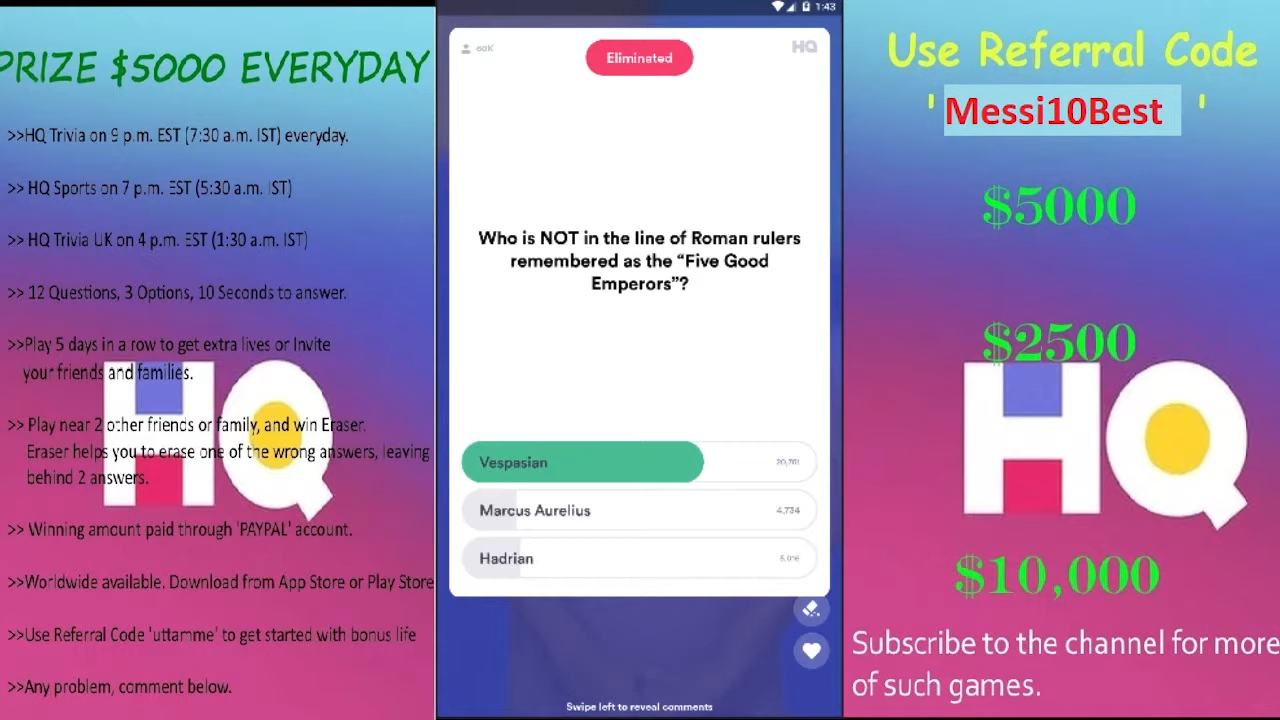 PRIZE $5000 EVERYDAY
>>HQ Trivia on 9 p.m. EST (7:30 a.m. IST) everyday.
>> HQ Sports on 7 p.m. EST (5:30 a.m. IST)
>> HQ Trivia UK on 4 p.m. EST (1:30 a.m. IST)
>> 12 Questions, 3 Options, 10 Seconds to answer.
>>Play 5 days in a row to get extra lives or Invite
your friends and families.
>> Play near 2 other friends or family, and win Eraser.
Eraser helps you to erase one of the wrong answers, leaving
behind 2 answers.
>> Winning amount paid through 'PAYPAL' account.
>>Worldwide available. Download from App Store or Play Store
>>Use Referral Code 'uttamme' to get started with bonus life
>>Any problem, comment below.
HQ
1:43
Eliminated
HQ
Who is NOT in the line of Roman rulers
remembered as the “Five Good
Emperors”?
Vespasian
Marcus Aurelius 4,734
Hadrian
Swipe left to reveal comments
Use Referral Code
' Messi10Best '
$5000
$2500
HQ
$10,000
Subscribe to the channel for more
of such games.